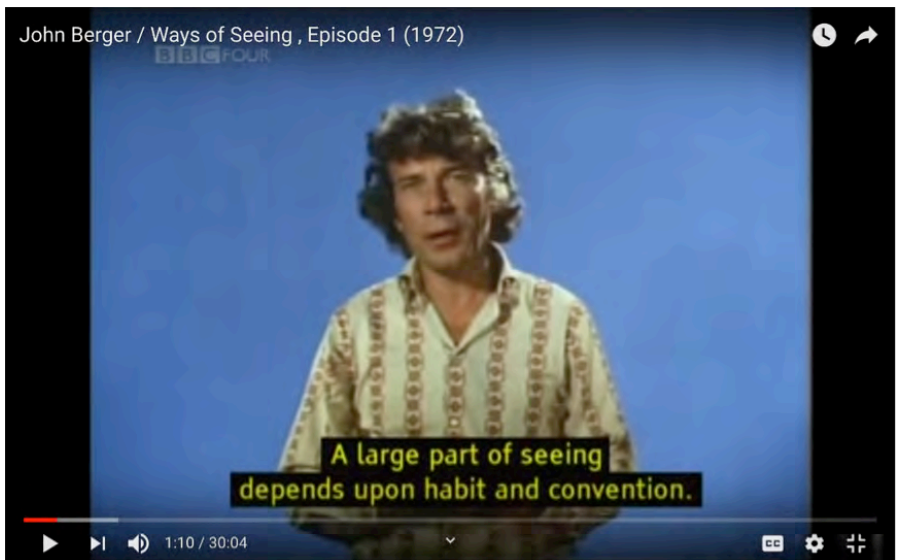 John Berger / Ways of Seeing , Episode 1 (1972)
BBC FOUR
A large part of seeing
depends upon habit and convention.
1:10 / 30:04
CC